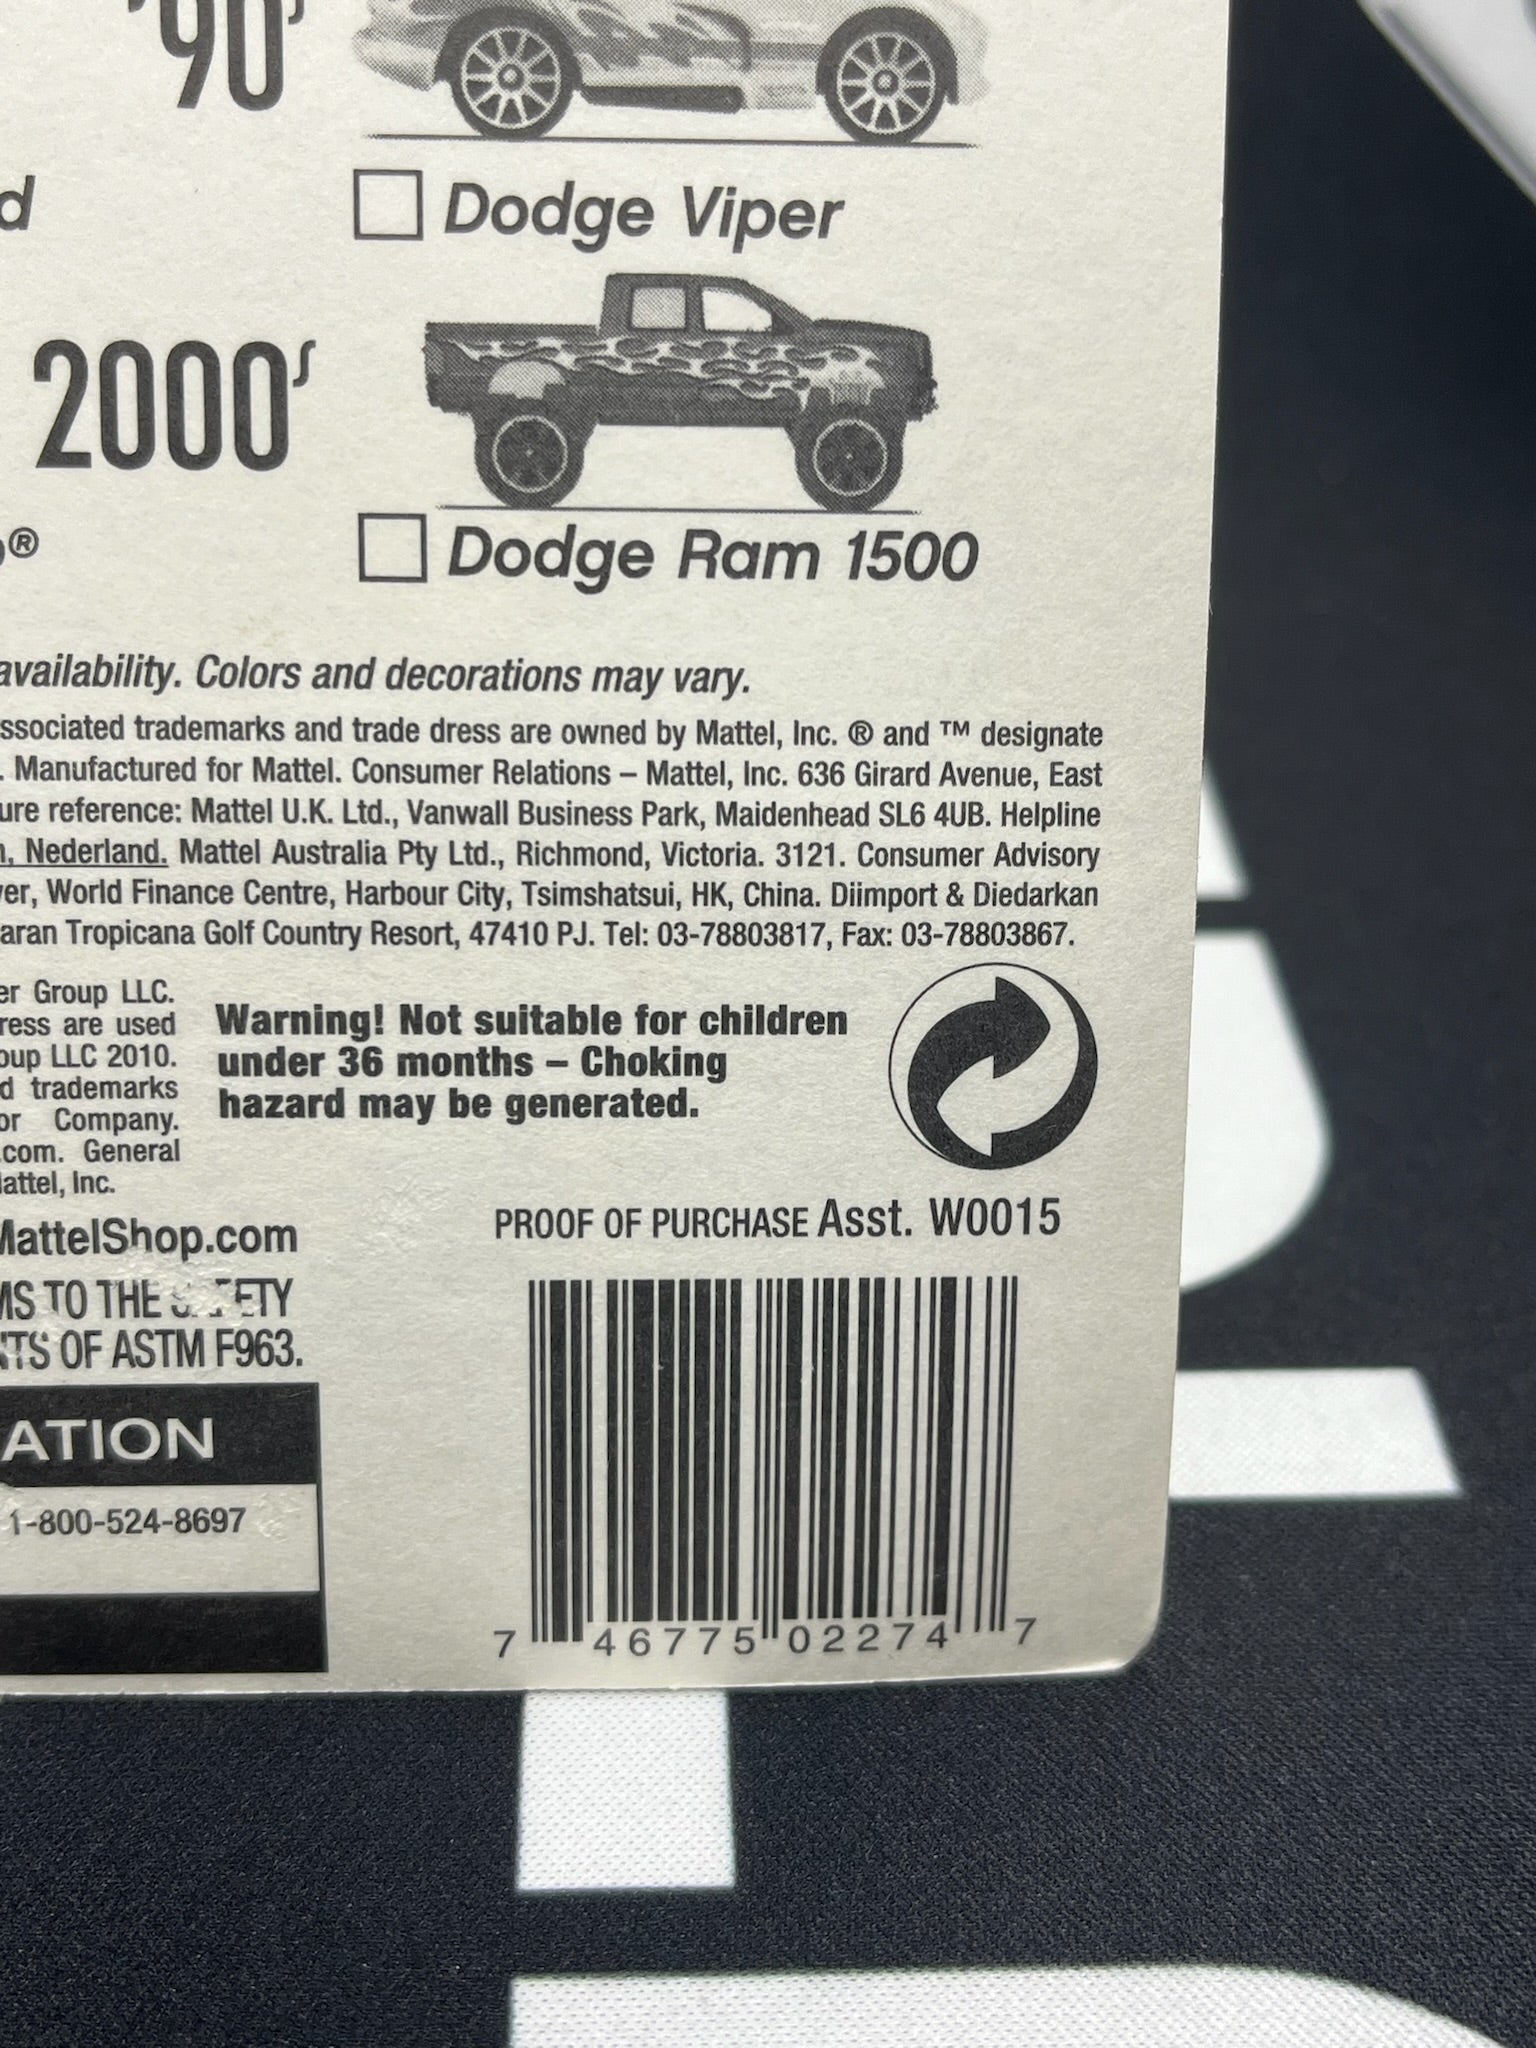 '90's
d
Dodge Viper
2000's
®
Dodge Ram 1500
availability. Colors and decorations may vary.
ssociated trademarks and trade dress are owned by Mattel, Inc. ® and ™ designate
. Manufactured for Mattel. Consumer Relations – Mattel, Inc. 636 Girard Avenue, East
ure reference: Mattel U.K. Ltd., Vanwall Business Park, Maidenhead SL6 4UB. Helpline
, Nederland. Mattel Australia Pty Ltd., Richmond, Victoria. 3121. Consumer Advisory
er, World Finance Centre, Harbour City, Tsimshatsui, HK, China. Diimport & Diedarkan
aran Tropicana Golf Country Resort, 47410 PJ. Tel: 03-78803817, Fax: 03-78803867.
er Group LLC.
ress are used
oup LLC 2010.
d trademarks
or Company.
.com. General
attel, Inc.
Warning! Not suitable for children
under 36 months – Choking
hazard may be generated.
MattelShop.com
PROOF OF PURCHASE Asst. W0015
MS TO THE
NTS OF ASTM F963.
ATION
1-800-524-8697
7 46775 02274 7